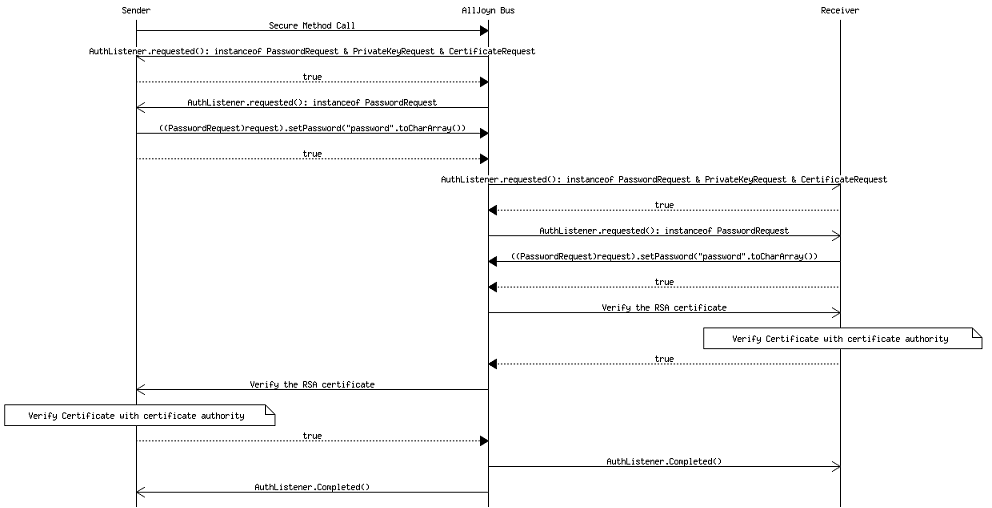 Sender
AllJoyn Bus
Receiver
Secure Method Call
AuthListener.requested(): instanceof PasswordRequest & PrivateKeyRequest & CertificateRequest
true
AuthListener.requested(): instanceof PasswordRequest
((PasswordRequest)request).setPassword("password".toCharArray())
true
AuthListener.requested(): instanceof PasswordRequest & PrivateKeyRequest & CertificateRequest
true
AuthListener.requested(): instanceof PasswordRequest
((PasswordRequest)request).setPassword("password".toCharArray())
true
Verify the RSA certificate
Verify Certificate with certificate authority
true
Verify the RSA certificate
Verify Certificate with certificate authority
true
AuthListener.Completed()
AuthListener.Completed()